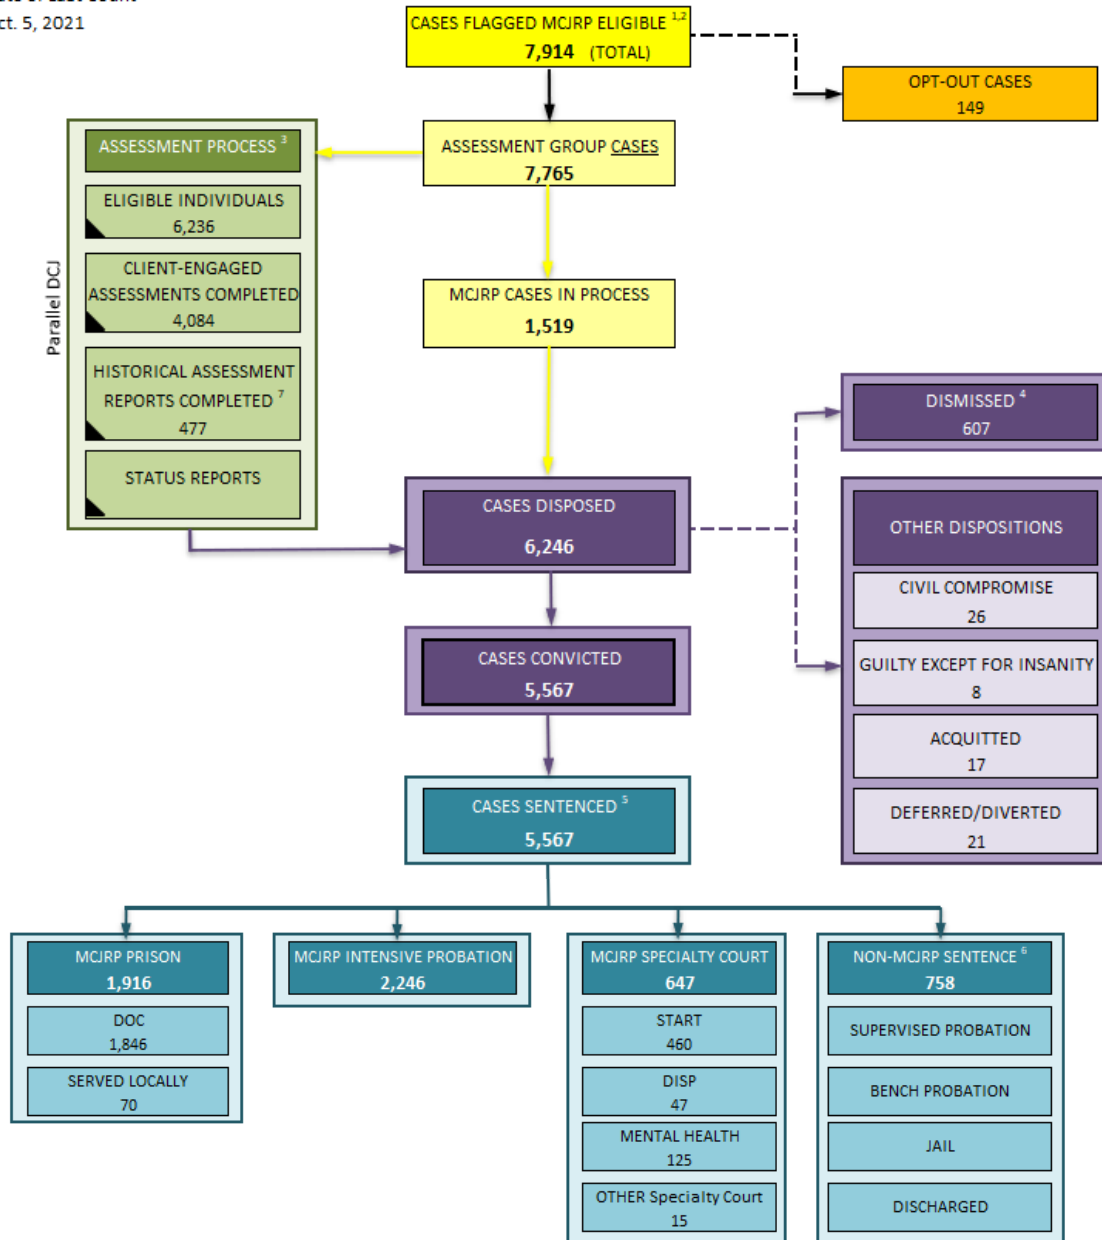 ct. 5, 2021
CASES FLAGGED MCJRP ELIGIBLE 1,2
7,914 (TOTAL)
OPT-OUT CASES
149
ASSESSMENT GROUP CASES
7,765
Parallel DCJ
ASSESSMENT PROCESS 3
ELIGIBLE INDIVIDUALS
6,236
CLIENT-ENGAGED
ASSESSMENTS COMPLETED
4,084
HISTORICAL ASSESSMENT
REPORTS COMPLETED 7
477
STATUS REPORTS
MCJRP CASES IN PROCESS
1,519
CASES DISPOSED
6,246
DISMISSED 4
607
OTHER DISPOSITIONS
CIVIL COMPROMISE
26
GUILTY EXCEPT FOR INSANITY
8
ACQUITTED
17
DEFERRED/DIVERTED
21
CASES CONVICTED
5,567
CASES SENTENCED 5
5,567
MCJRP PRISON
1,916
DOC
1,846
SERVED LOCALLY
70
MCJRP INTENSIVE PROBATION
2,246
MCJRP SPECIALTY COURT
647
START
460
DISP
47
MENTAL HEALTH
125
OTHER Specialty Court
15
NON-MCJRP SENTENCE 6
758
SUPERVISED PROBATION
BENCH PROBATION
JAIL
DISCHARGED